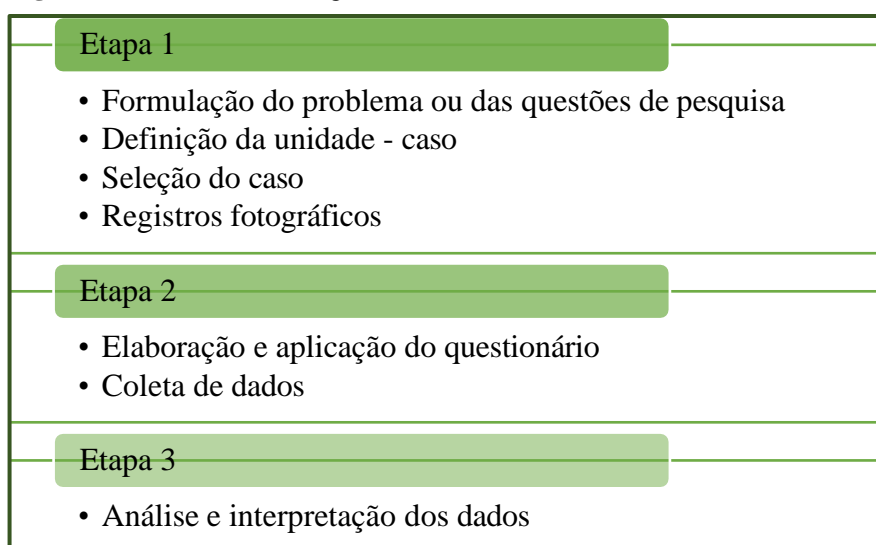 Etapa 1
• Formulação do problema ou das questões de pesquisa
• Definição da unidade - caso
• Seleção do caso
• Registros fotográficos
Etapa 2
• Elaboração e aplicação do questionário
• Coleta de dados
Etapa 3
• Análise e interpretação dos dados